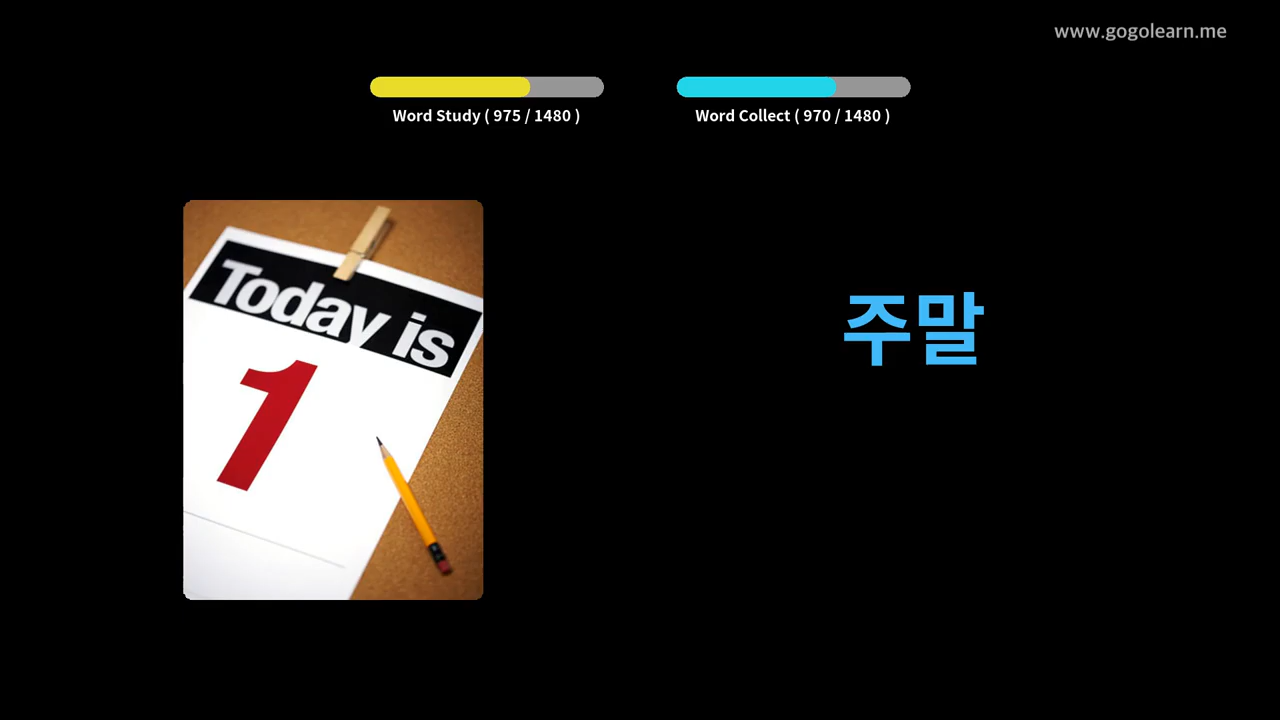 www.gogolearn.me
Word Study ( 975 / 1480 )
Word Collect ( 970 / 1480 )
Today is
1
주말